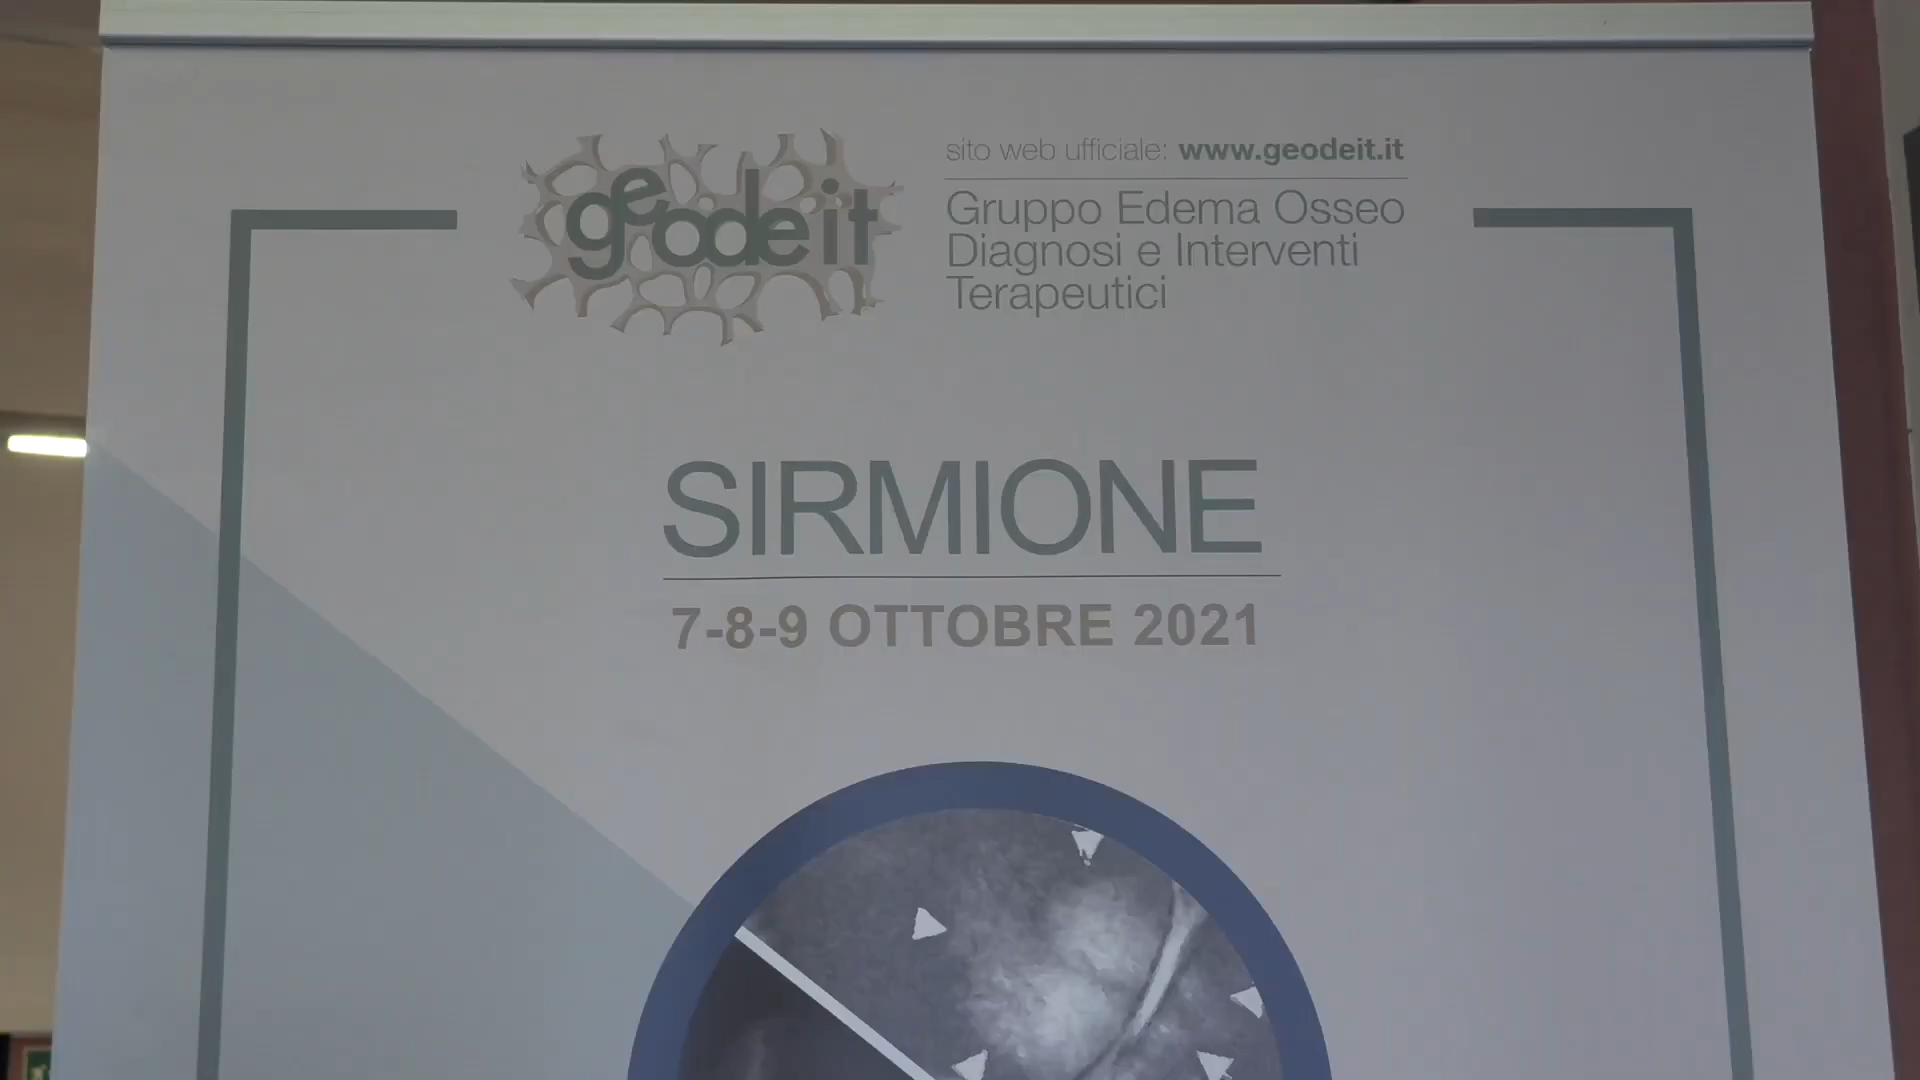 geodeit
sito web ufficiale: www.geodeit.it
Gruppo Edema Osseo
Diagnosi e Interventi
Terapeutici
SIRMIONE
7-8-9 OTTOBRE 2021